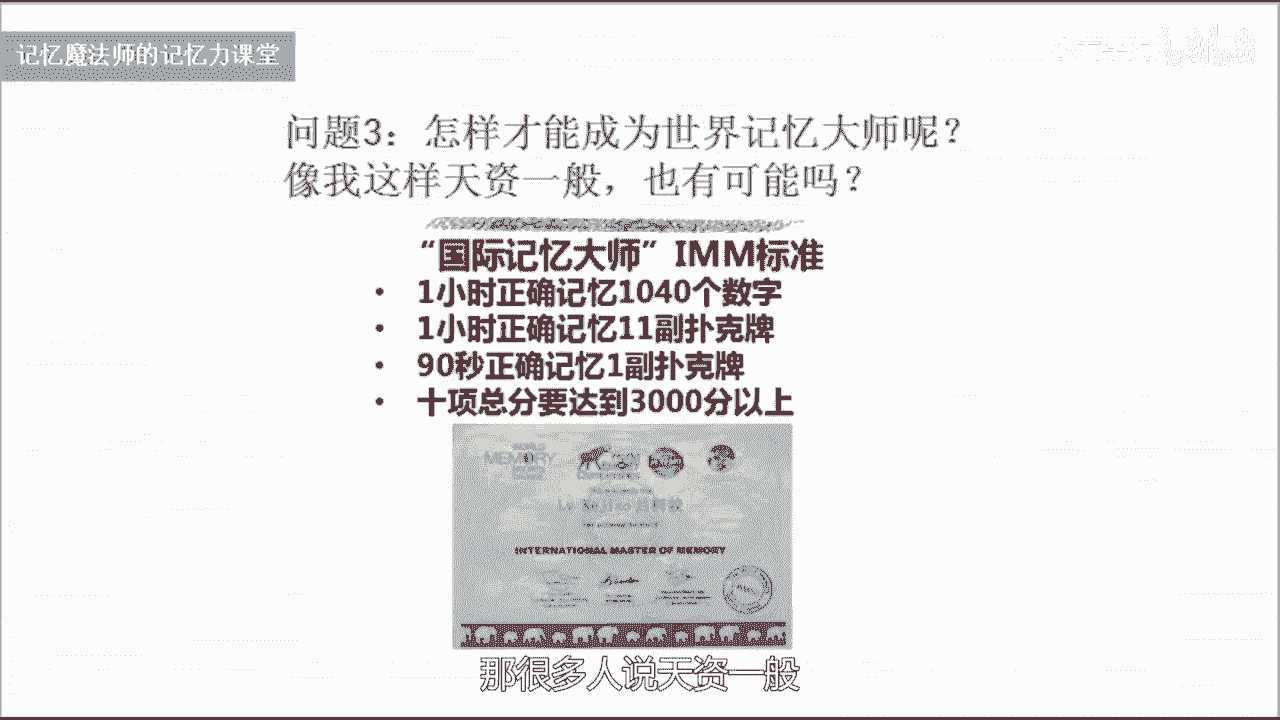 记忆魔法师的记忆力课堂
问题3：怎样才能成为世界记忆大师呢？
像我这样天资一般，也有可能吗？
“国际记忆大师”IMM标准
• 1小时正确记忆1040个数字
• 1小时正确记忆11副扑克牌
• 90秒正确记忆1副扑克牌
• 十项总分要达到3000分以上
INTERNATIONAL MASTER OF MEMORY
那很多人说天资一般